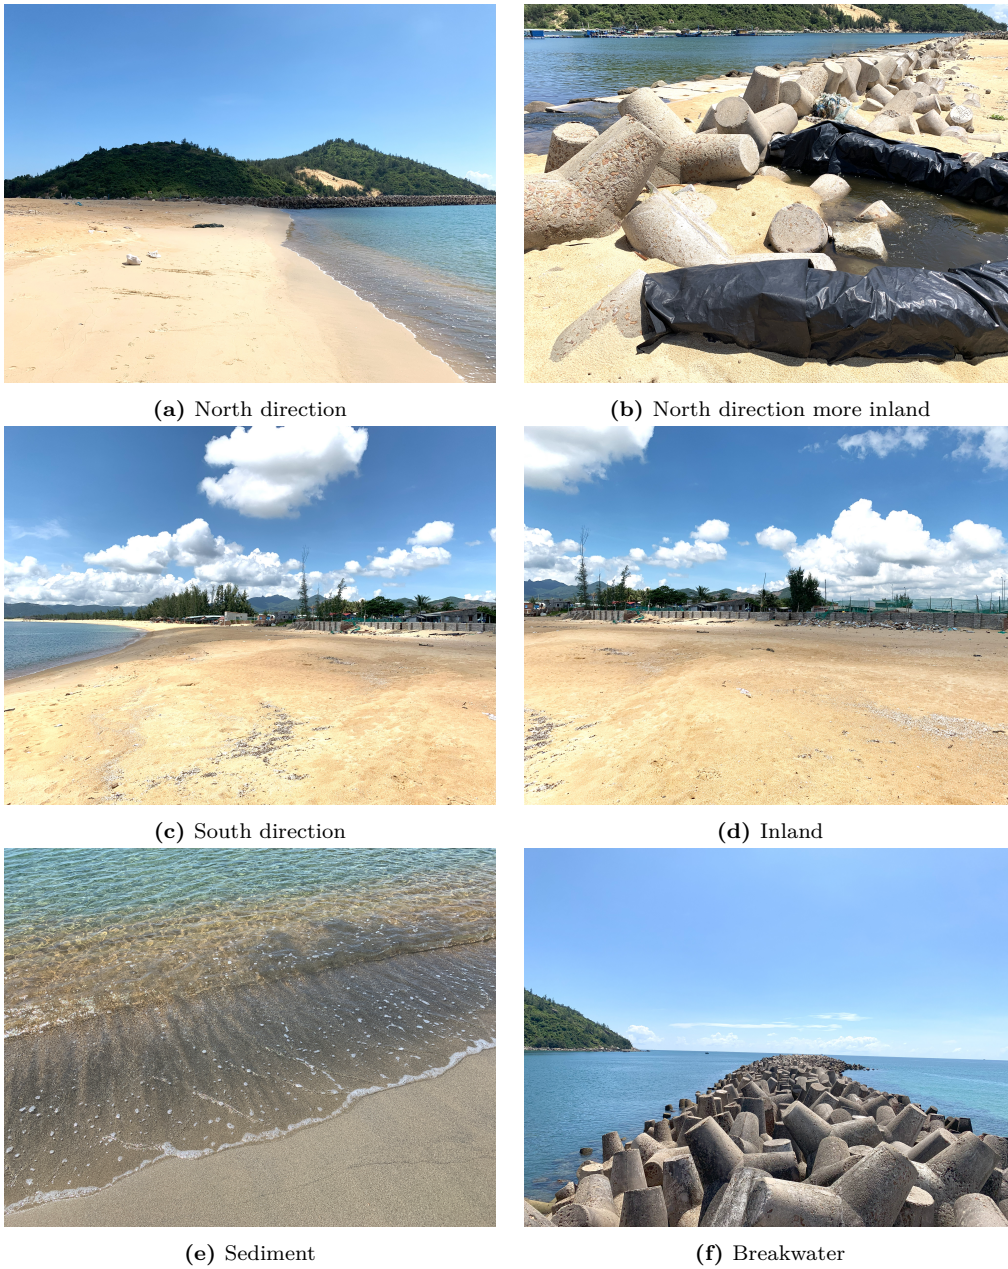 (a) North direction
(b) North direction more inland
(c) South direction
(d) Inland
(e) Sediment
(f) Breakwater